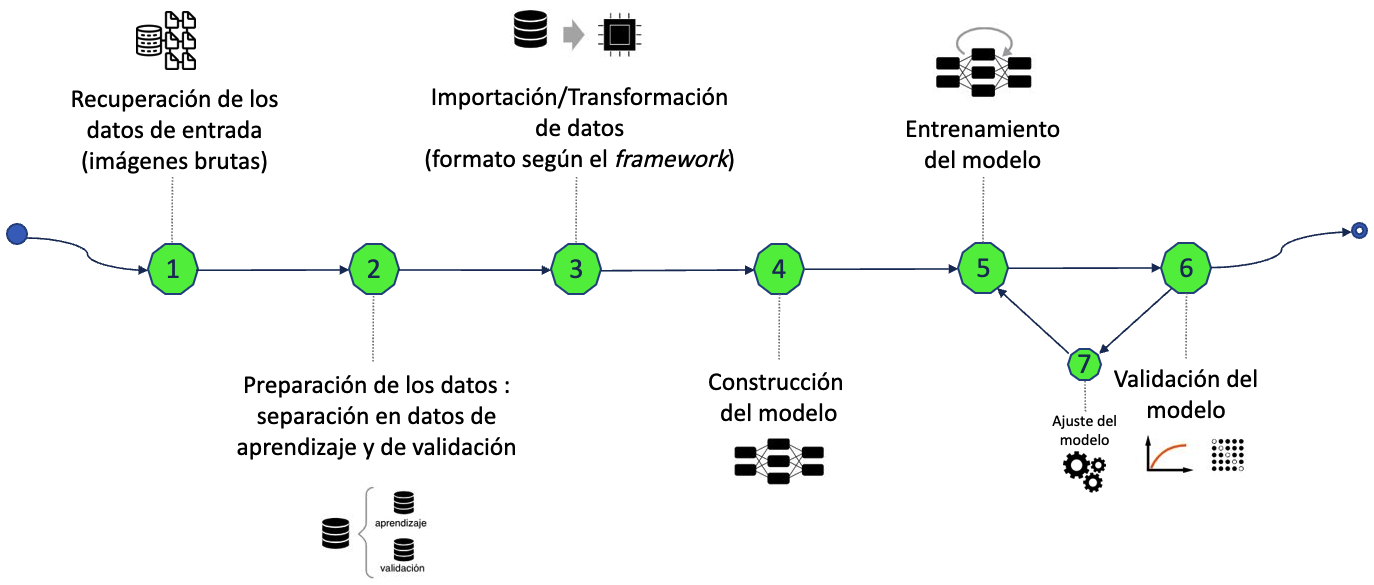 Recuperación de los
datos de entrada
(imágenes brutas)
Importación/Transformación
de datos
(formato según el framework)
Entrenamiento
del modelo
1
2
3
4
5
6
7
Preparación de los datos :
separación en datos de
aprendizaje y de validación
aprendizaje
validación
Construcción
del modelo
Ajuste del
modelo
Validación del
modelo